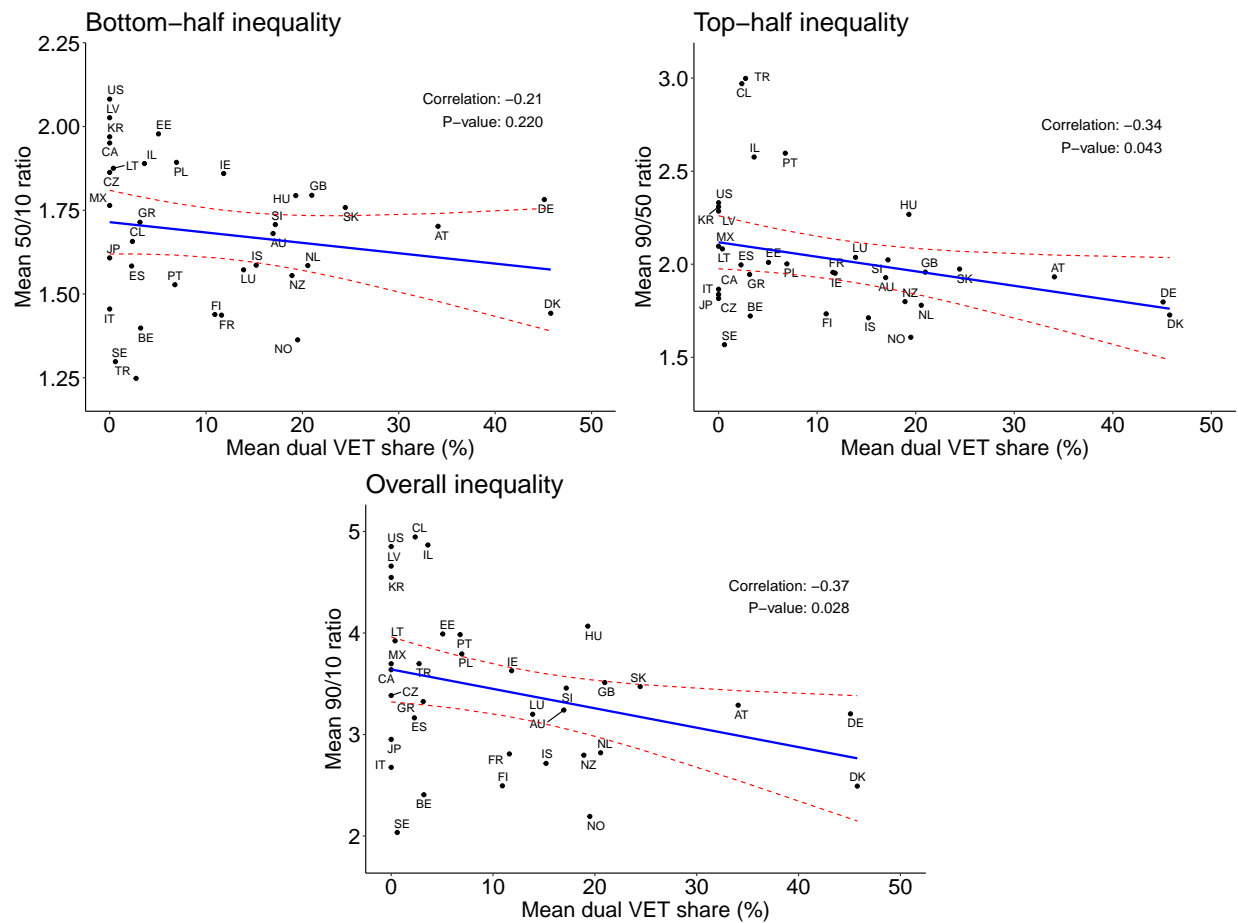 Bottom−half inequality
Mean 50/10 ratio
2.25
2.00
1.75
1.50
1.25
US
LV
KR
CA
LT
CZ
MX
EE
IL
PL
IE
GR
CL
JP
ES
PT
IT
BE
SE
TR
HU
GB
SK
SI
AU
IS
LU
NL
NZ
FI
FR
NO
AT
DE
DK
Correlation: −0.21
P−value: 0.220
0 10 20 30 40 50
Mean dual VET share (%)
Top−half inequality
Mean 90/50 ratio
3.0
2.5
2.0
1.5
TR
CL
IL
PT
US
KR
LV
MX
LT
ES
EE
PL
GR
CA
IT
JP
CZ
BE
SE
HU
LU
FR
IE
SI
AU
GB
SK
NZ
NL
FI
IS
NO
AT
DE
DK
Correlation: −0.34
P−value: 0.043
0 10 20 30 40 50
Mean dual VET share (%)
Overall inequality
Mean 90/10 ratio
5
4
3
2
US
CL
LV
IL
KR
LT
EE
PT
PL
MX
TR
CA
CZ
GR
ES
JP
IT
BE
SE
IE
HU
GB
SK
SI
LU
AU
FR
IS
NZ
NL
FI
NO
AT
DE
DK
Correlation: −0.37
P−value: 0.028
0 10 20 30 40 50
Mean dual VET share (%)